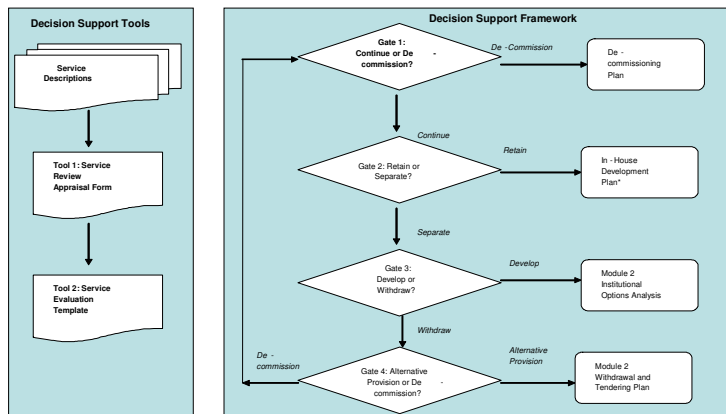 Decision Support Tools
Service
Descriptions
Tool 1: Service
Review
Appraisal Form
Tool 2: Service
Evaluation
Template
Decision Support Framework
Gate 1:
Continue or De -
commission?
De - Commission
De -
commissioning
Plan
Continue
Gate 2: Retain or
Separate?
Retain
In - House
Development
Plan*
Separate
Gate 3:
Develop or
Withdraw?
Develop
Module 2
Institutional
Options Analysis
Withdraw
De -
commission
Gate 4: Alternative
Provision or De -
commission?
Alternative
Provision
Module 2
Withdrawal and
Tendering Plan